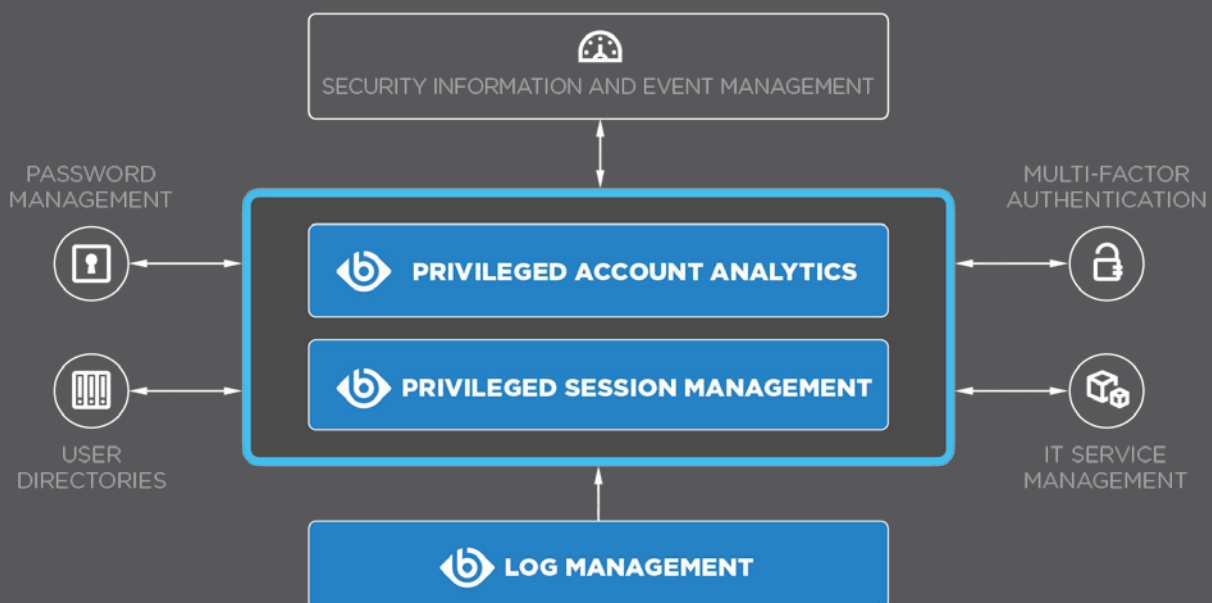 SECURITY INFORMATION AND EVENT MANAGEMENT
PASSWORD
MANAGEMENT
MULTI-FACTOR
AUTHENTICATION
PRIVILEGED ACCOUNT ANALYTICS
PRIVILEGED SESSION MANAGEMENT
USER
DIRECTORIES
IT SERVICE
MANAGEMENT
LOG MANAGEMENT